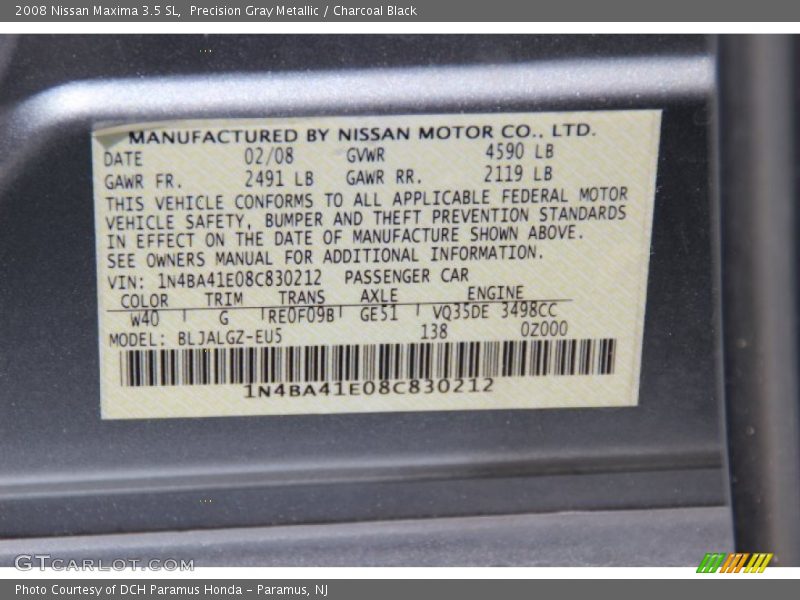 2008 Nissan Maxima 3.5 SL, Precision Gray Metallic / Charcoal Black
MANUFACTURED BY NISSAN MOTOR CO., LTD.
DATE 02/08 GVWR 4590 LB
GAWR FR. 2491 LB GAWR RR. 2119 LB
THIS VEHICLE CONFORMS TO ALL APPLICABLE FEDERAL MOTOR
VEHICLE SAFETY, BUMPER AND THEFT PREVENTION STANDARDS
IN EFFECT ON THE DATE OF MANUFACTURE SHOWN ABOVE.
SEE OWNERS MANUAL FOR ADDITIONAL INFORMATION.
VIN: 1N4BA41E08C830212 PASSENGER CAR
COLOR TRIM TRANS AXLE ENGINE
W40 G RE0F09B GE51 VQ35DE 3498CC
MODEL: BLJALGZ-EU5 138 0Z000
1N4BA41E08C830212
GTCARLOT.COM
Photo Courtesy of DCH Paramus Honda - Paramus, NJ